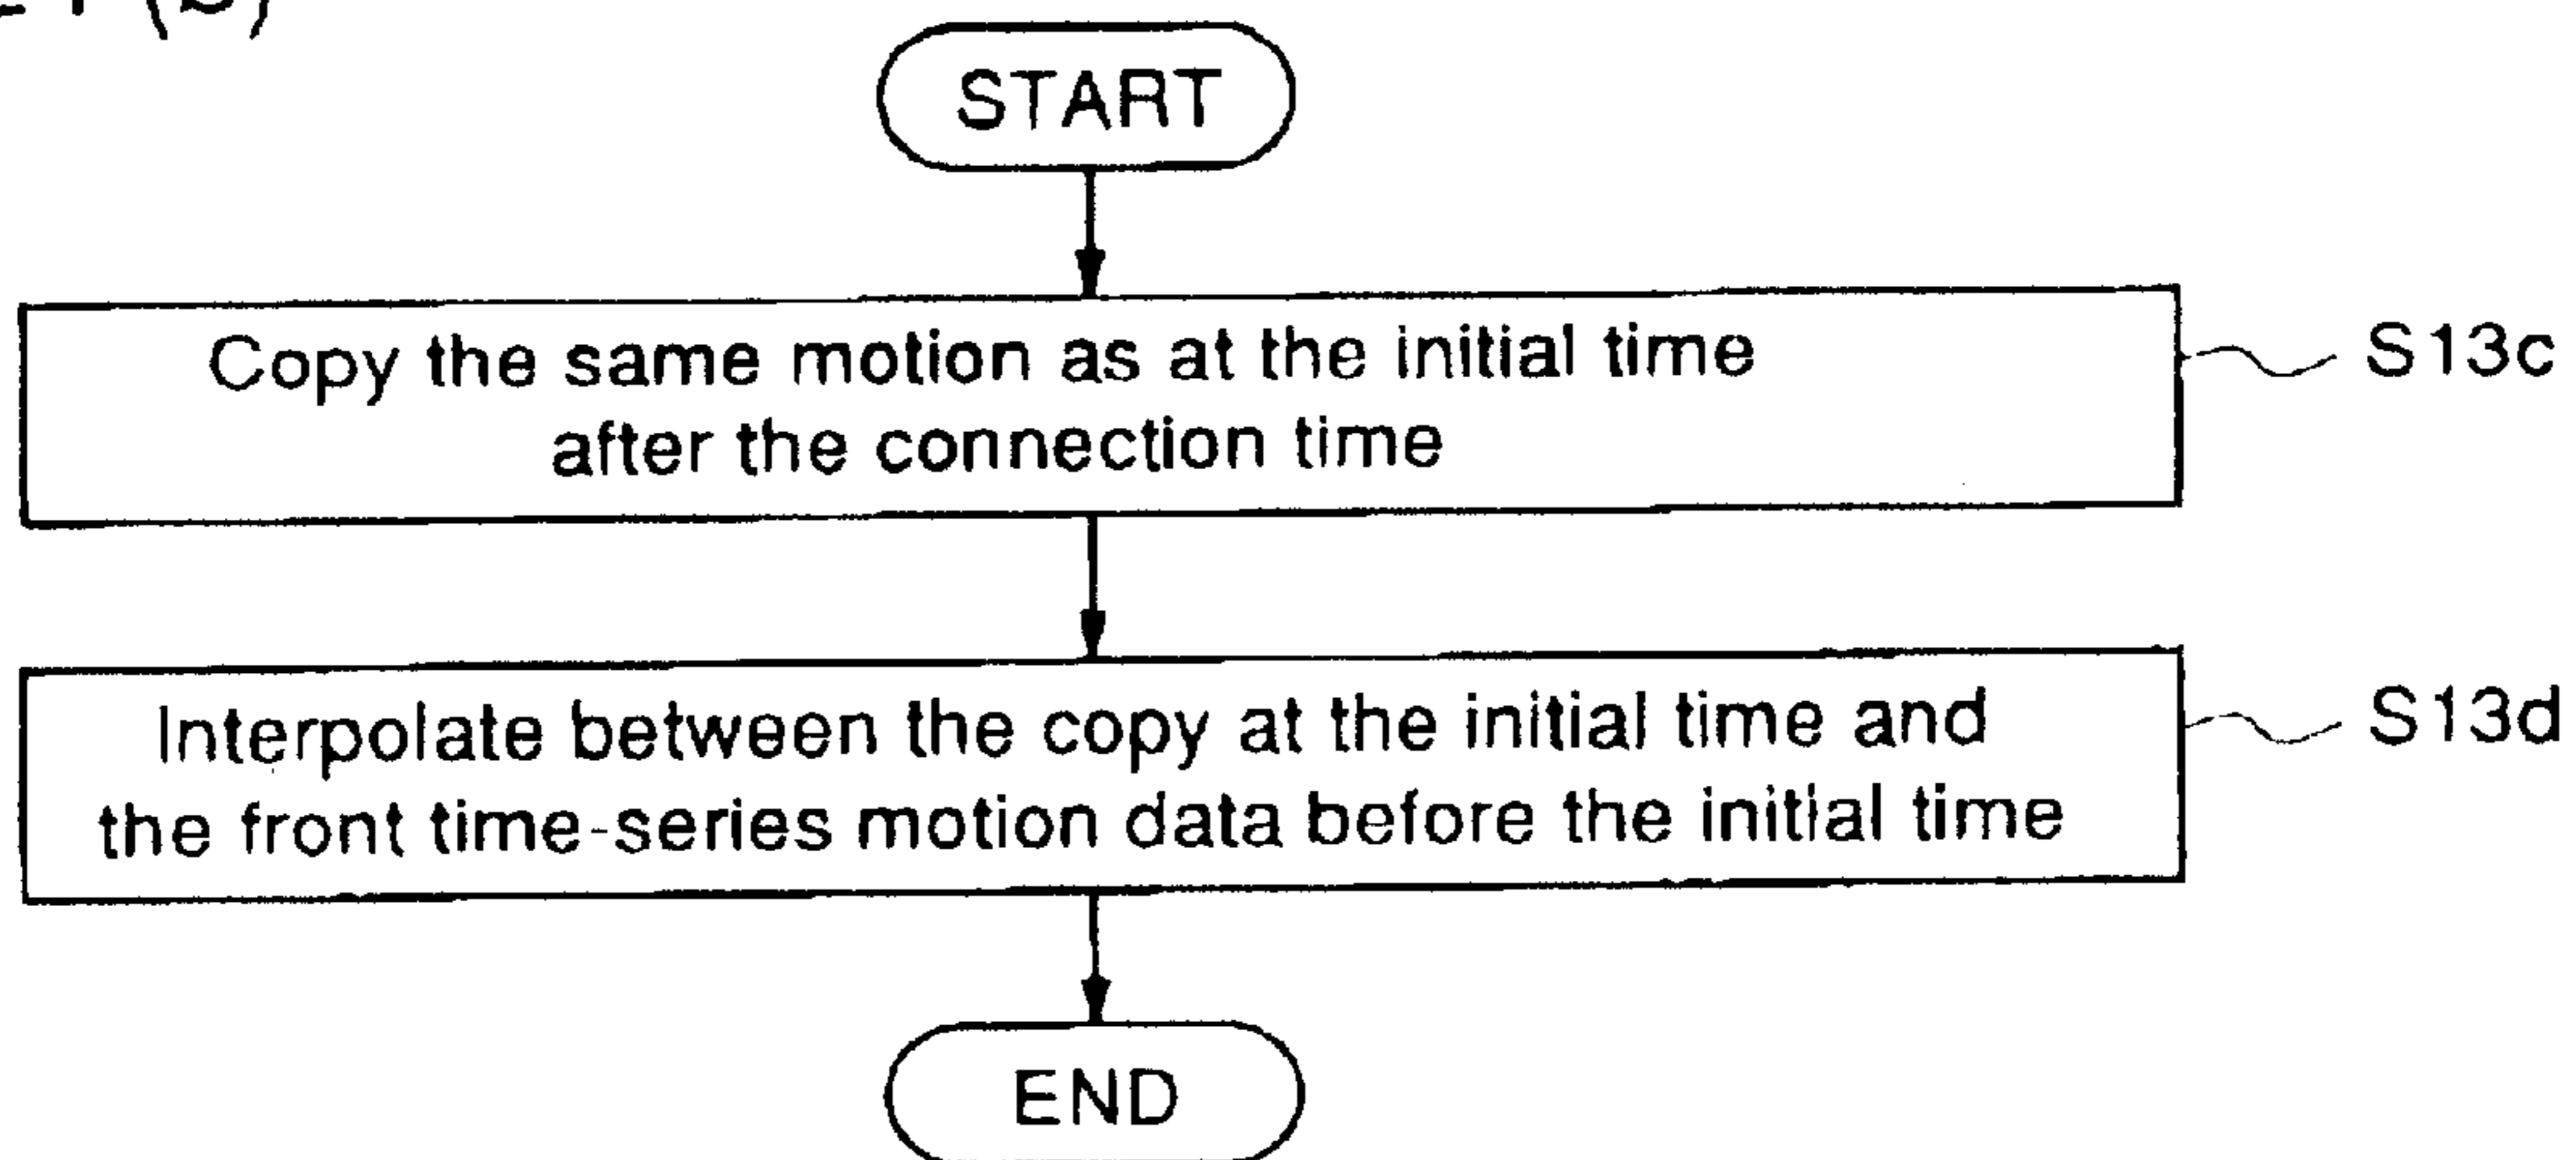 (b)
START
Copy the same motion as at the initial time
after the connection time
S13c
Interpolate between the copy at the initial time and
the front time-series motion data before the initial time
S13d
END